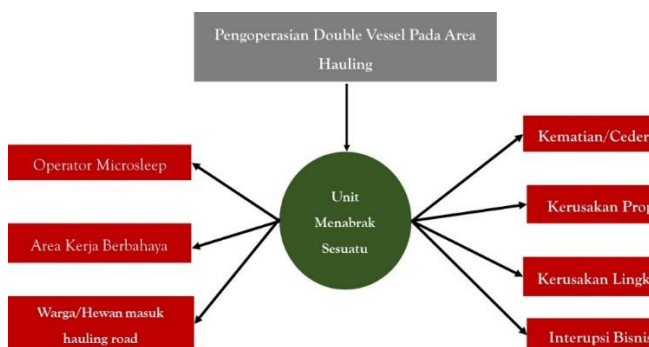 Pengoperasian Double Vessel Pada Area
Hauling
Operator Microsleep
Area Kerja Berbahaya
Warga/Hewan masuk
hauling road
Unit
Menabrak
Sesuatu
Kematian/Ceder
Kerusakan Prop
Kerusakan Lingk
Interupsi Bisnis